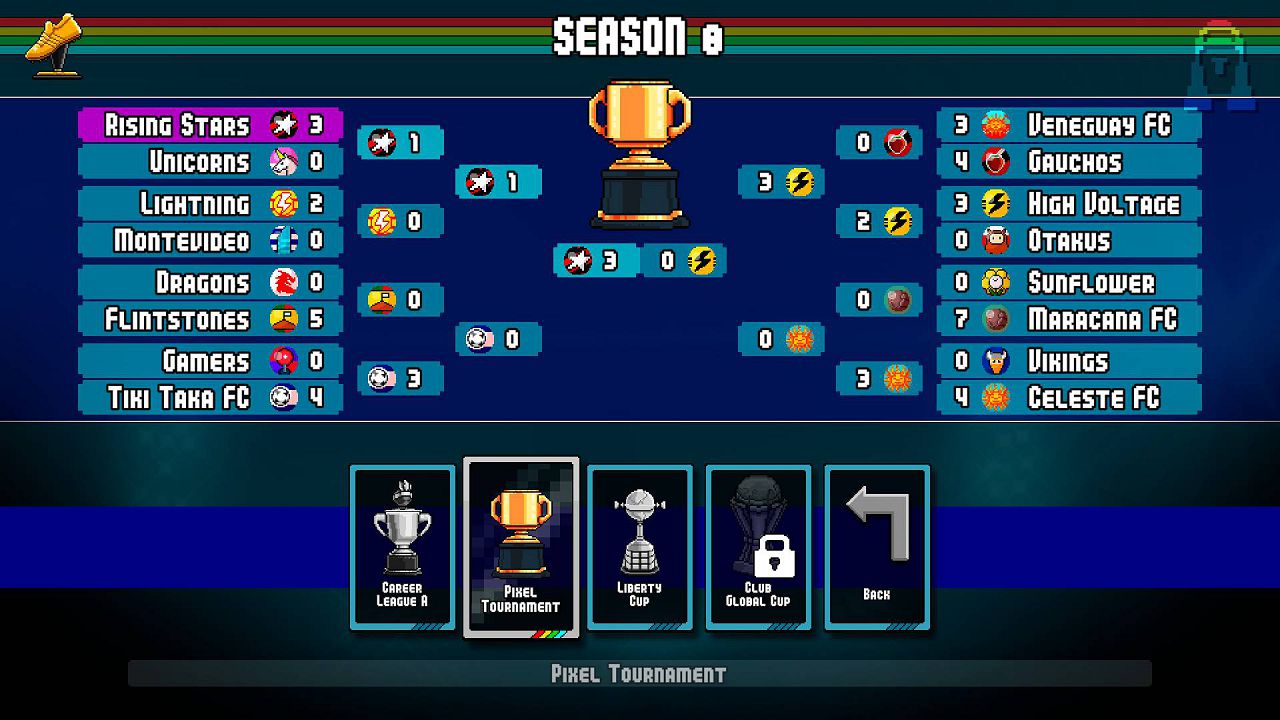 SEASON 0
RISING STARS 3
UNICORNS 0
LIGHTNING 2
MONTEVIDEO 0
DRAGONS 0
FLINTSTONES 5
GAMERS 0
TIKI TAKA FC 4
1
0
0
3
1
0
3 0
3
0
0
2
0
3
3 VENEGUAY FC
4 GAUCHOS
3 HIGH VOLTAGE
0 OTAKUS
0 SUNFLOWER
7 MARACANA FC
0 VIKINGS
4 CELESTE FC
CAREER
LEAGUE A
PIXEL
TOURNAMENT
LIBERTY
CUP
CLUB
GLOBAL CUP
BACK
PIXEL TOURNAMENT